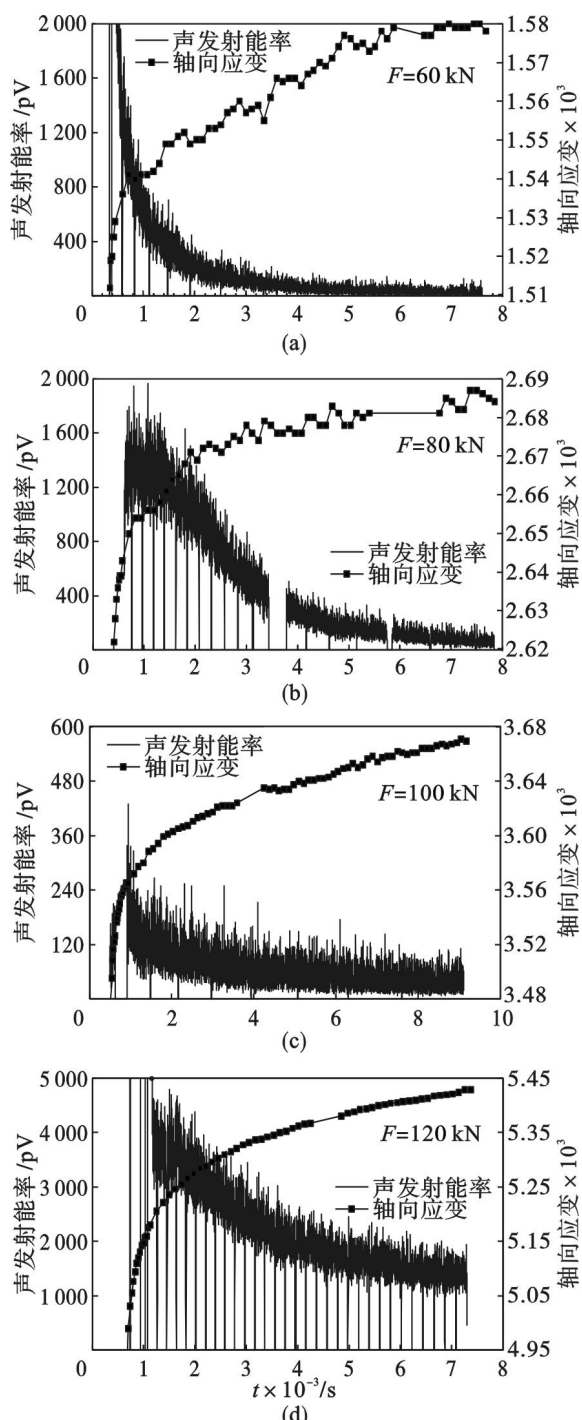 2 000
1 600
1 200
800
400
声发射能率/pV
声发射能率
轴向应变
F=60 kN
1.58
1.57
1.56
1.54
1.53
1.52
1.51
轴向应变×10³
0 1 2 3 4 5 6 7 8
(a)
2 000
1 600
1 200
800
400
声发射能率/pV
F=80 kN
声发射能率
轴向应变
2.69
2.68
2.67
2.66
2.64
2.63
2.62
轴向应变×10³
0 1 2 3 4 5 6 7 8
(b)
600
480
360
240
120
声发射能率/pV
声发射能率
轴向应变
F=100 kN
3.68
3.64
3.60
3.56
3.52
3.48
轴向应变×10³
0 2 4 6 8 10
(c)
5 000
4 000
3 000
2 000
1 000
声发射能率/pV
F=120 kN
声发射能率
轴向应变
5.45
5.35
5.28
5.15
5.05
4.95
轴向应变×10³
0 1 2 3 4 5 6 7 8
t×10⁻³/s
(d)